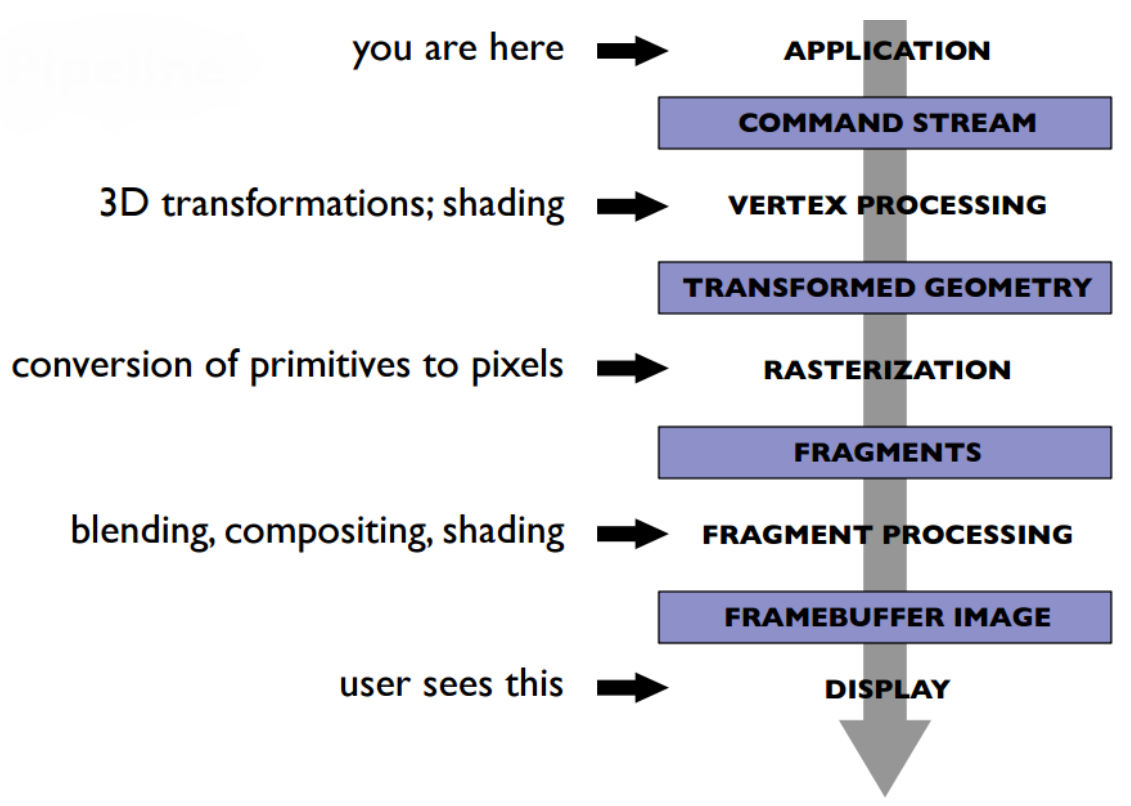 you are here
APPLICATION
COMMAND STREAM
3D transformations; shading
VERTEX PROCESSING
TRANSFORMED GEOMETRY
conversion of primitives to pixels
RASTERIZATION
FRAGMENTS
blending, compositing, shading
FRAGMENT PROCESSING
FRAMEBUFFER IMAGE
user sees this
DISPLAY